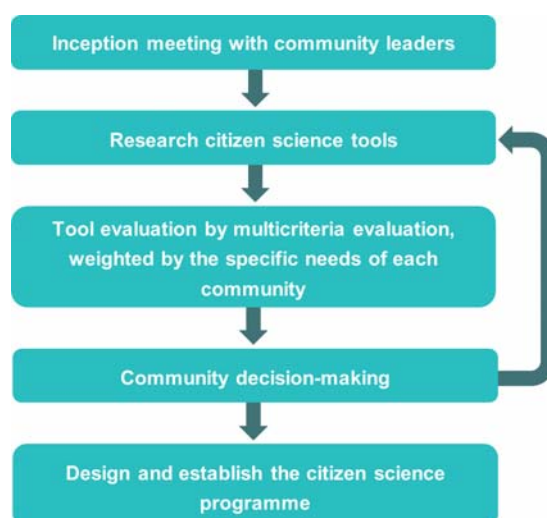 Inception meeting with community leaders
Research citizen science tools
Tool evaluation by multicriteria evaluation,
weighted by the specific needs of each
community
Community decision-making
Design and establish the citizen science
programme